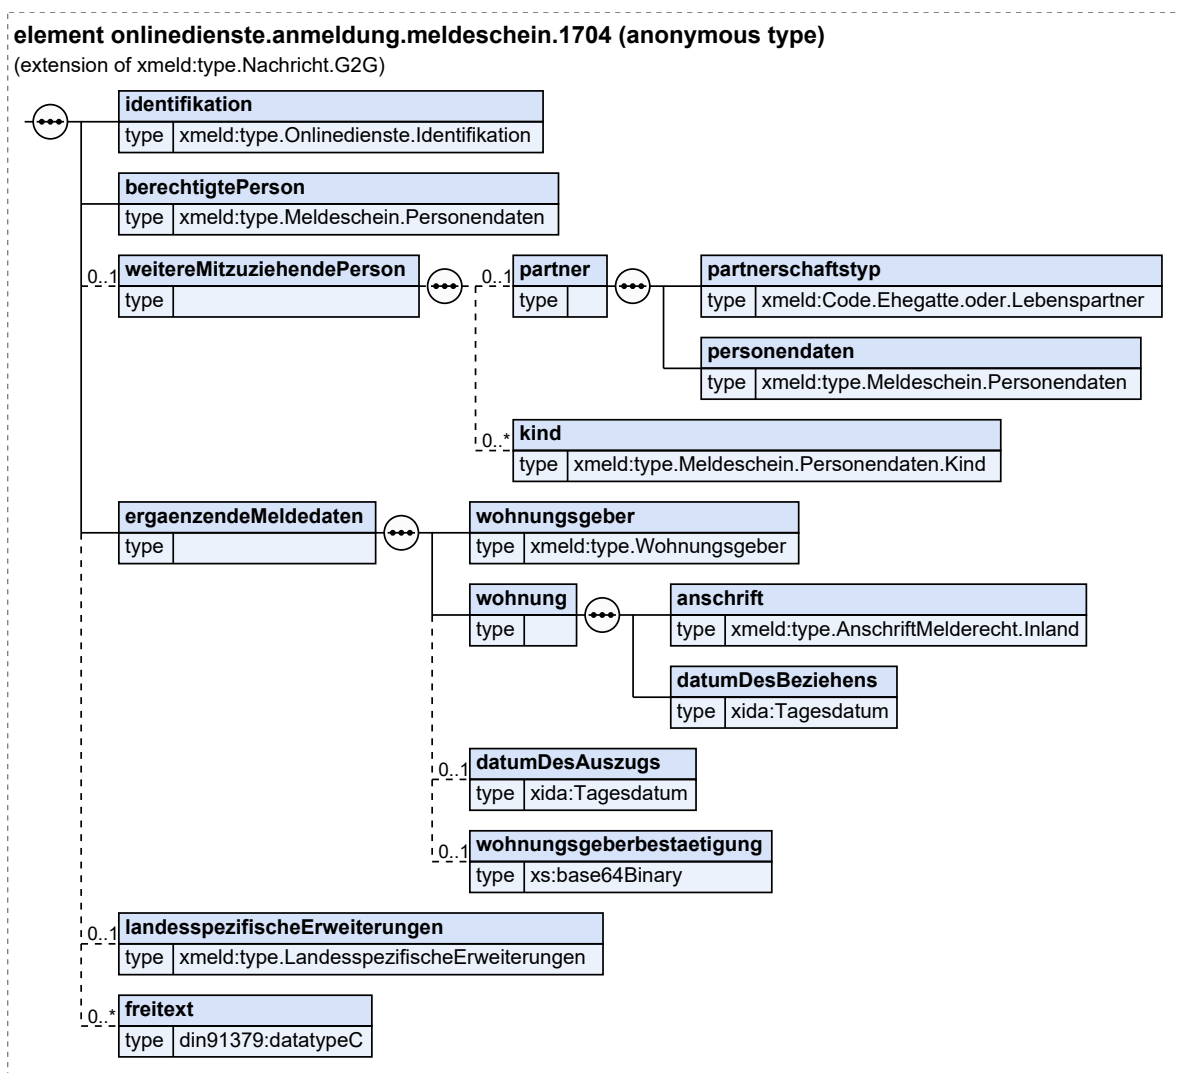 element onlinedienste.anmeldung.meldeschein.1704 (anonymous type)
(extension of xmeld:type.Nachricht.G2G)
identifikation
type xmeld:type.Onlinedienste.Identifikation
berechtigtePerson
type xmeld:type.Meldeschein.Personendaten
0..1 weitereMitzuziehendePerson
type
0..1 partner
type
partnerschaftstyp
type xmeld:Code.Ehegatte.oder.Lebenspartner
personendaten
type xmeld:type.Meldeschein.Personendaten
0..* kind
type xmeld:type.Meldeschein.Personendaten.Kind
ergaenzendeMeldedaten
type
wohnungsgeber
type xmeld:type.Wohnungsgeber
wohnung
type
anschrift
type xmeld:type.AnschriftMelderecht.Inland
datumDesBeziehens
type xida:Tagesdatum
0..1 datumDesAuszugs
type xida:Tagesdatum
0..1 wohnungsgeberbestaetigung
type xs:base64Binary
0..1 landesspezifischeErweiterungen
type xmeld:type.LandesspezifischeErweiterungen
0..* freitext
type din91379:datatypeC